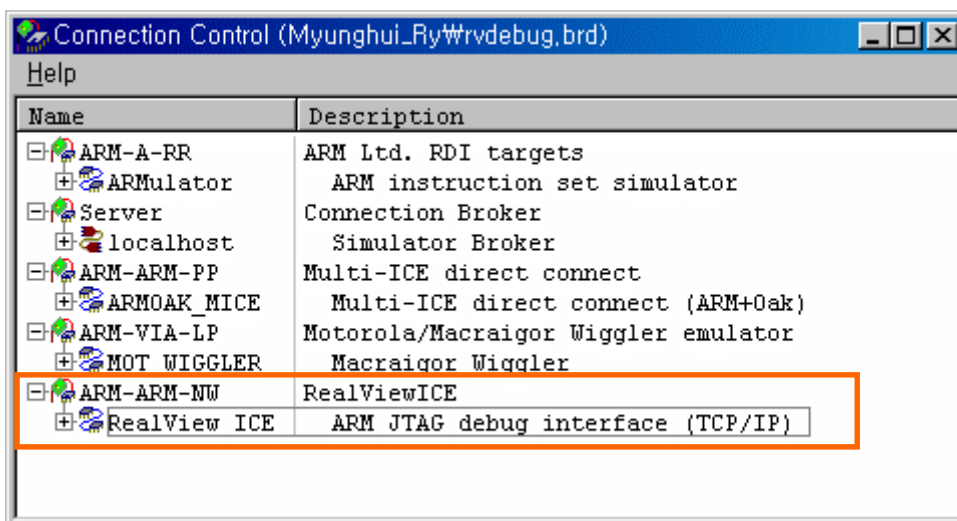 Connection Control (Myunghui_Ry₩rvdebug,brd)
Help
Name Description
ARM-A-RR ARM Ltd. RDI targets
ARMulator ARM instruction set simulator
Server Connection Broker
localhost Simulator Broker
ARM-ARM-PP Multi-ICE direct connect
ARMOAK_MICE Multi-ICE direct connect (ARM+Oak)
ARM-VIA-LP Motorola/Macraigor Wiggler emulator
MOT_WIGGLER Macraigor Wiggler
ARM-ARM-NW RealViewICE
RealView ICE ARM JTAG debug interface (TCP/IP)